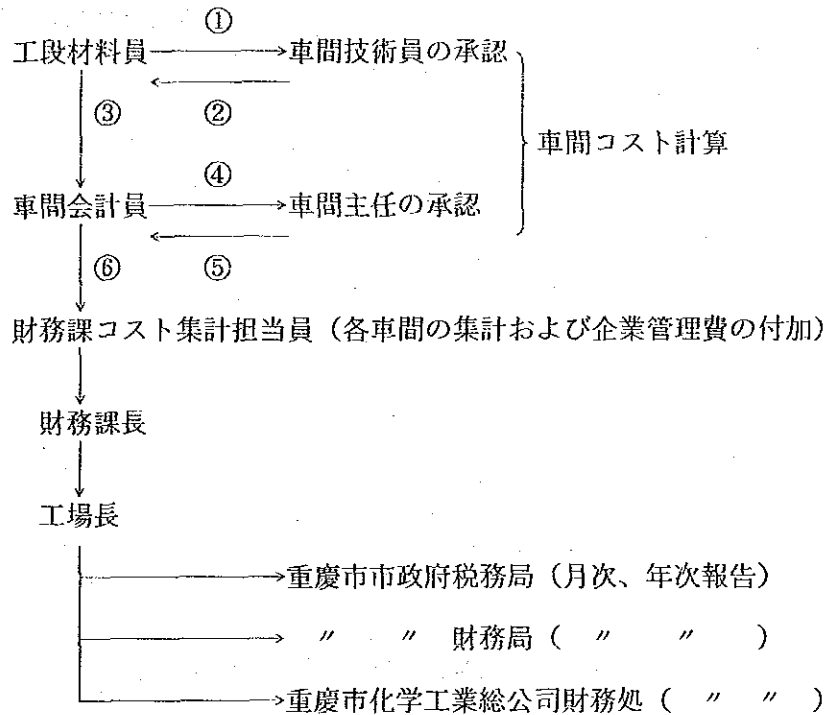 ①
工段材料員 車間技術員の承認
③ ②
車間コスト計算
④
車間会計員 車間主任の承認
⑥ ⑤
財務課コスト集計担当員（各車間の集計および企業管理費の付加）
財務課長
工場長
重慶市市政府税務局（月次、年次報告）
〃 〃 財務局（ 〃 〃 ）
重慶市化学工業総公司財務処（ 〃 〃 ）